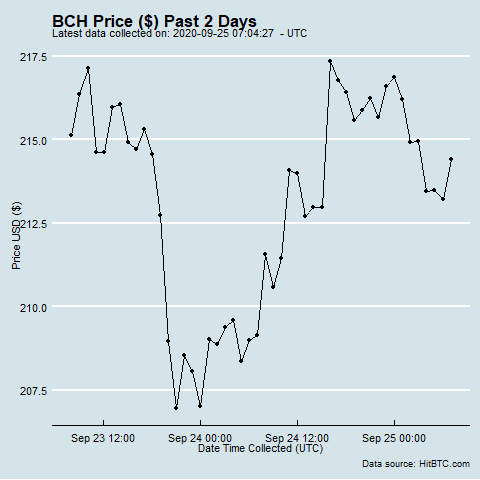 BCH Price ($) Past 2 Days
Latest data collected on: 2020-09-25 07:04:27  - UTC
217.5
215.0
212.5
210.0
207.5
Price USD ($)
Sep 23 12:00 Sep 24 00:00 Sep 24 12:00 Sep 25 00:00
Date Time Collected (UTC)
Data source: HitBTC.com